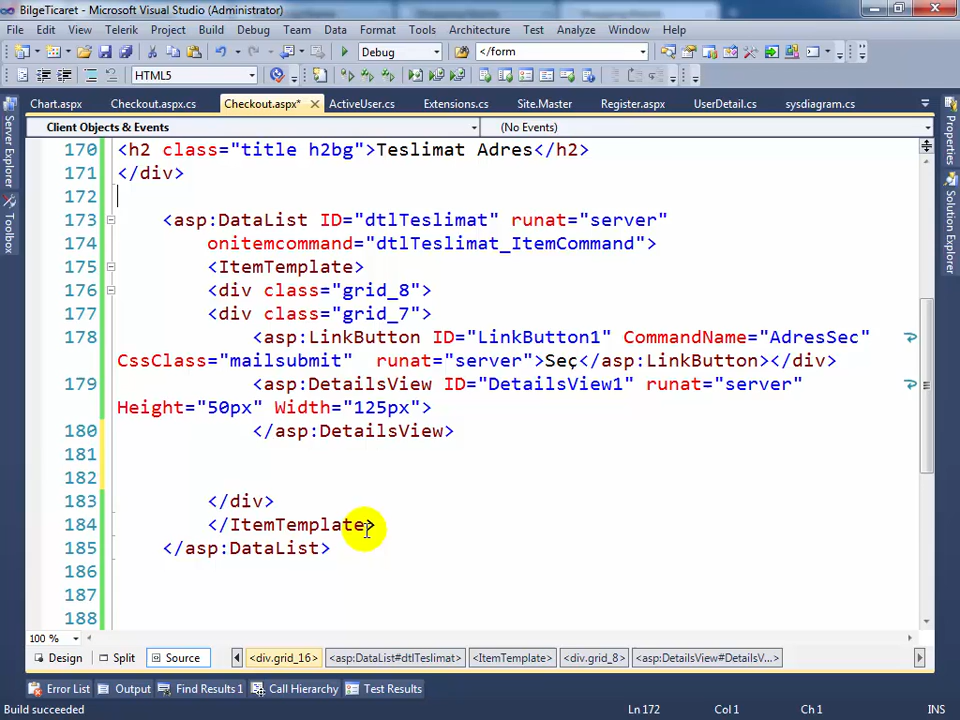 BilgeTicaret - Microsoft Visual Studio (Administrator)
File Edit View Telerik Project Build Debug Team Data Format Tools Architecture Test Analyze Window Help
Debug </form
HTML5
Chart.aspx Checkout.aspx.cs Checkout.aspx* ActiveUser.cs Extensions.cs Site.Master Register.aspx UserDetail.cs sysdiagram.cs
Client Objects & Events (No Events)
Server Explorer
Toolbox
Properties
Solution Explorer
170 <h2 class="title h2bg">Teslimat Adres</h2>
171 </div>
172
173 <asp:DataList ID="dtlTeslimat" runat="server"
174 onitemcommand="dtlTeslimat_ItemCommand">
175 <ItemTemplate>
176 <div class="grid_8">
177 <div class="grid_7">
178 <asp:LinkButton ID="LinkButton1" CommandName="AdresSec"
CssClass="mailsubmit" runat="server">Seç</asp:LinkButton></div>
179 <asp:DetailsView ID="DetailsView1" runat="server"
Height="50px" Width="125px">
180 </asp:DetailsView>
181
182
183 </div>
184 </ItemTemplate>
185 </asp:DataList>
186
187
188
100 %
Design Split Source <div.grid_16> <asp:DataList#dtlTeslimat> <ItemTemplate> <div.grid_8> <asp:DetailsView#DetailsV...>
Error List Output Find Results 1 Call Hierarchy Test Results
Build succeeded Ln 172 Col 1 Ch 1 INS